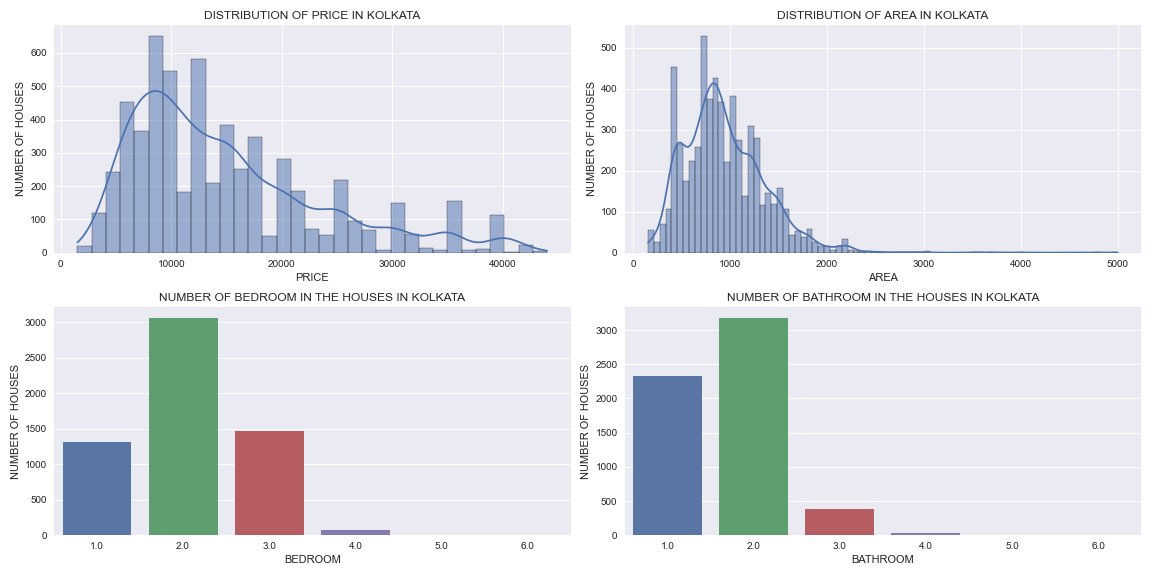 DISTRIBUTION OF PRICE IN KOLKATA
NUMBER OF HOUSES
600
500
400
300
200
100
0
0 10000 20000 30000 40000
PRICE
DISTRIBUTION OF AREA IN KOLKATA
NUMBER OF HOUSES
500
400
300
200
100
0
0 1000 2000 3000 4000 5000
AREA
NUMBER OF BEDROOM IN THE HOUSES IN KOLKATA
NUMBER OF HOUSES
3000
2500
2000
1500
1000
500
0
1.0 2.0 3.0 4.0 5.0 6.0
BEDROOM
NUMBER OF BATHROOM IN THE HOUSES IN KOLKATA
NUMBER OF HOUSES
3000
2500
2000
1500
1000
500
0
1.0 2.0 3.0 4.0 5.0 6.0
BATHROOM